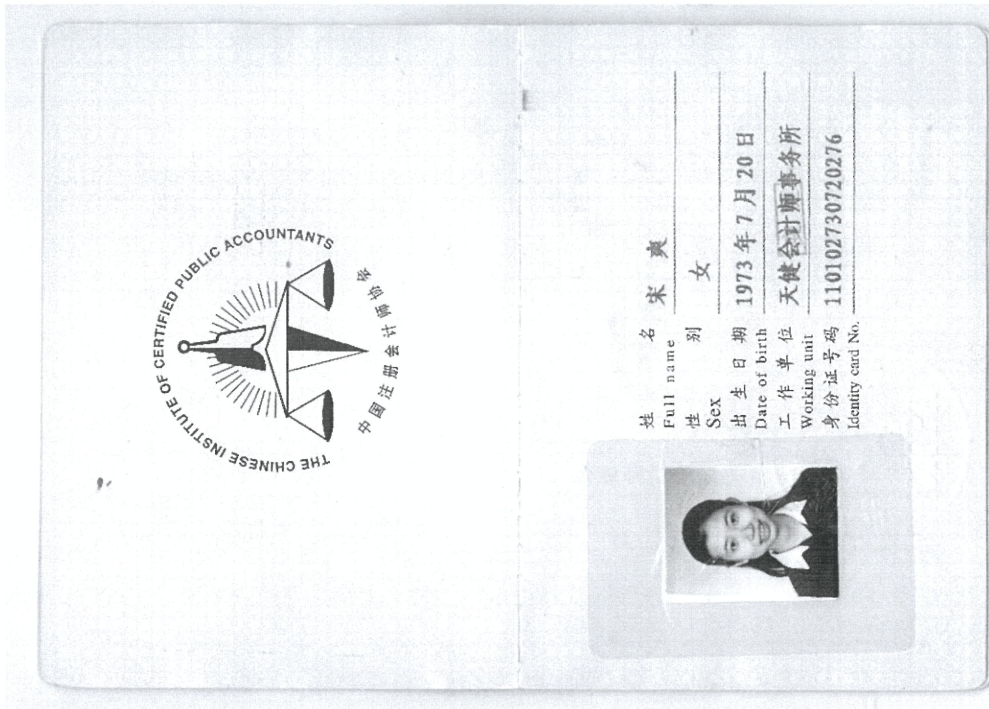 THE CHINESE INSTITUTE OF CERTIFIED PUBLIC ACCOUNTANTS
中国注册会计师协会
姓 名 宋 爽
Full name
性 别 女
Sex
出 生 日 期 1973 年 7 月 20 日
Date of birth
工 作 单 位 天健会计师事务所
Working unit
身份证号码 110102730720276
Identity card No.